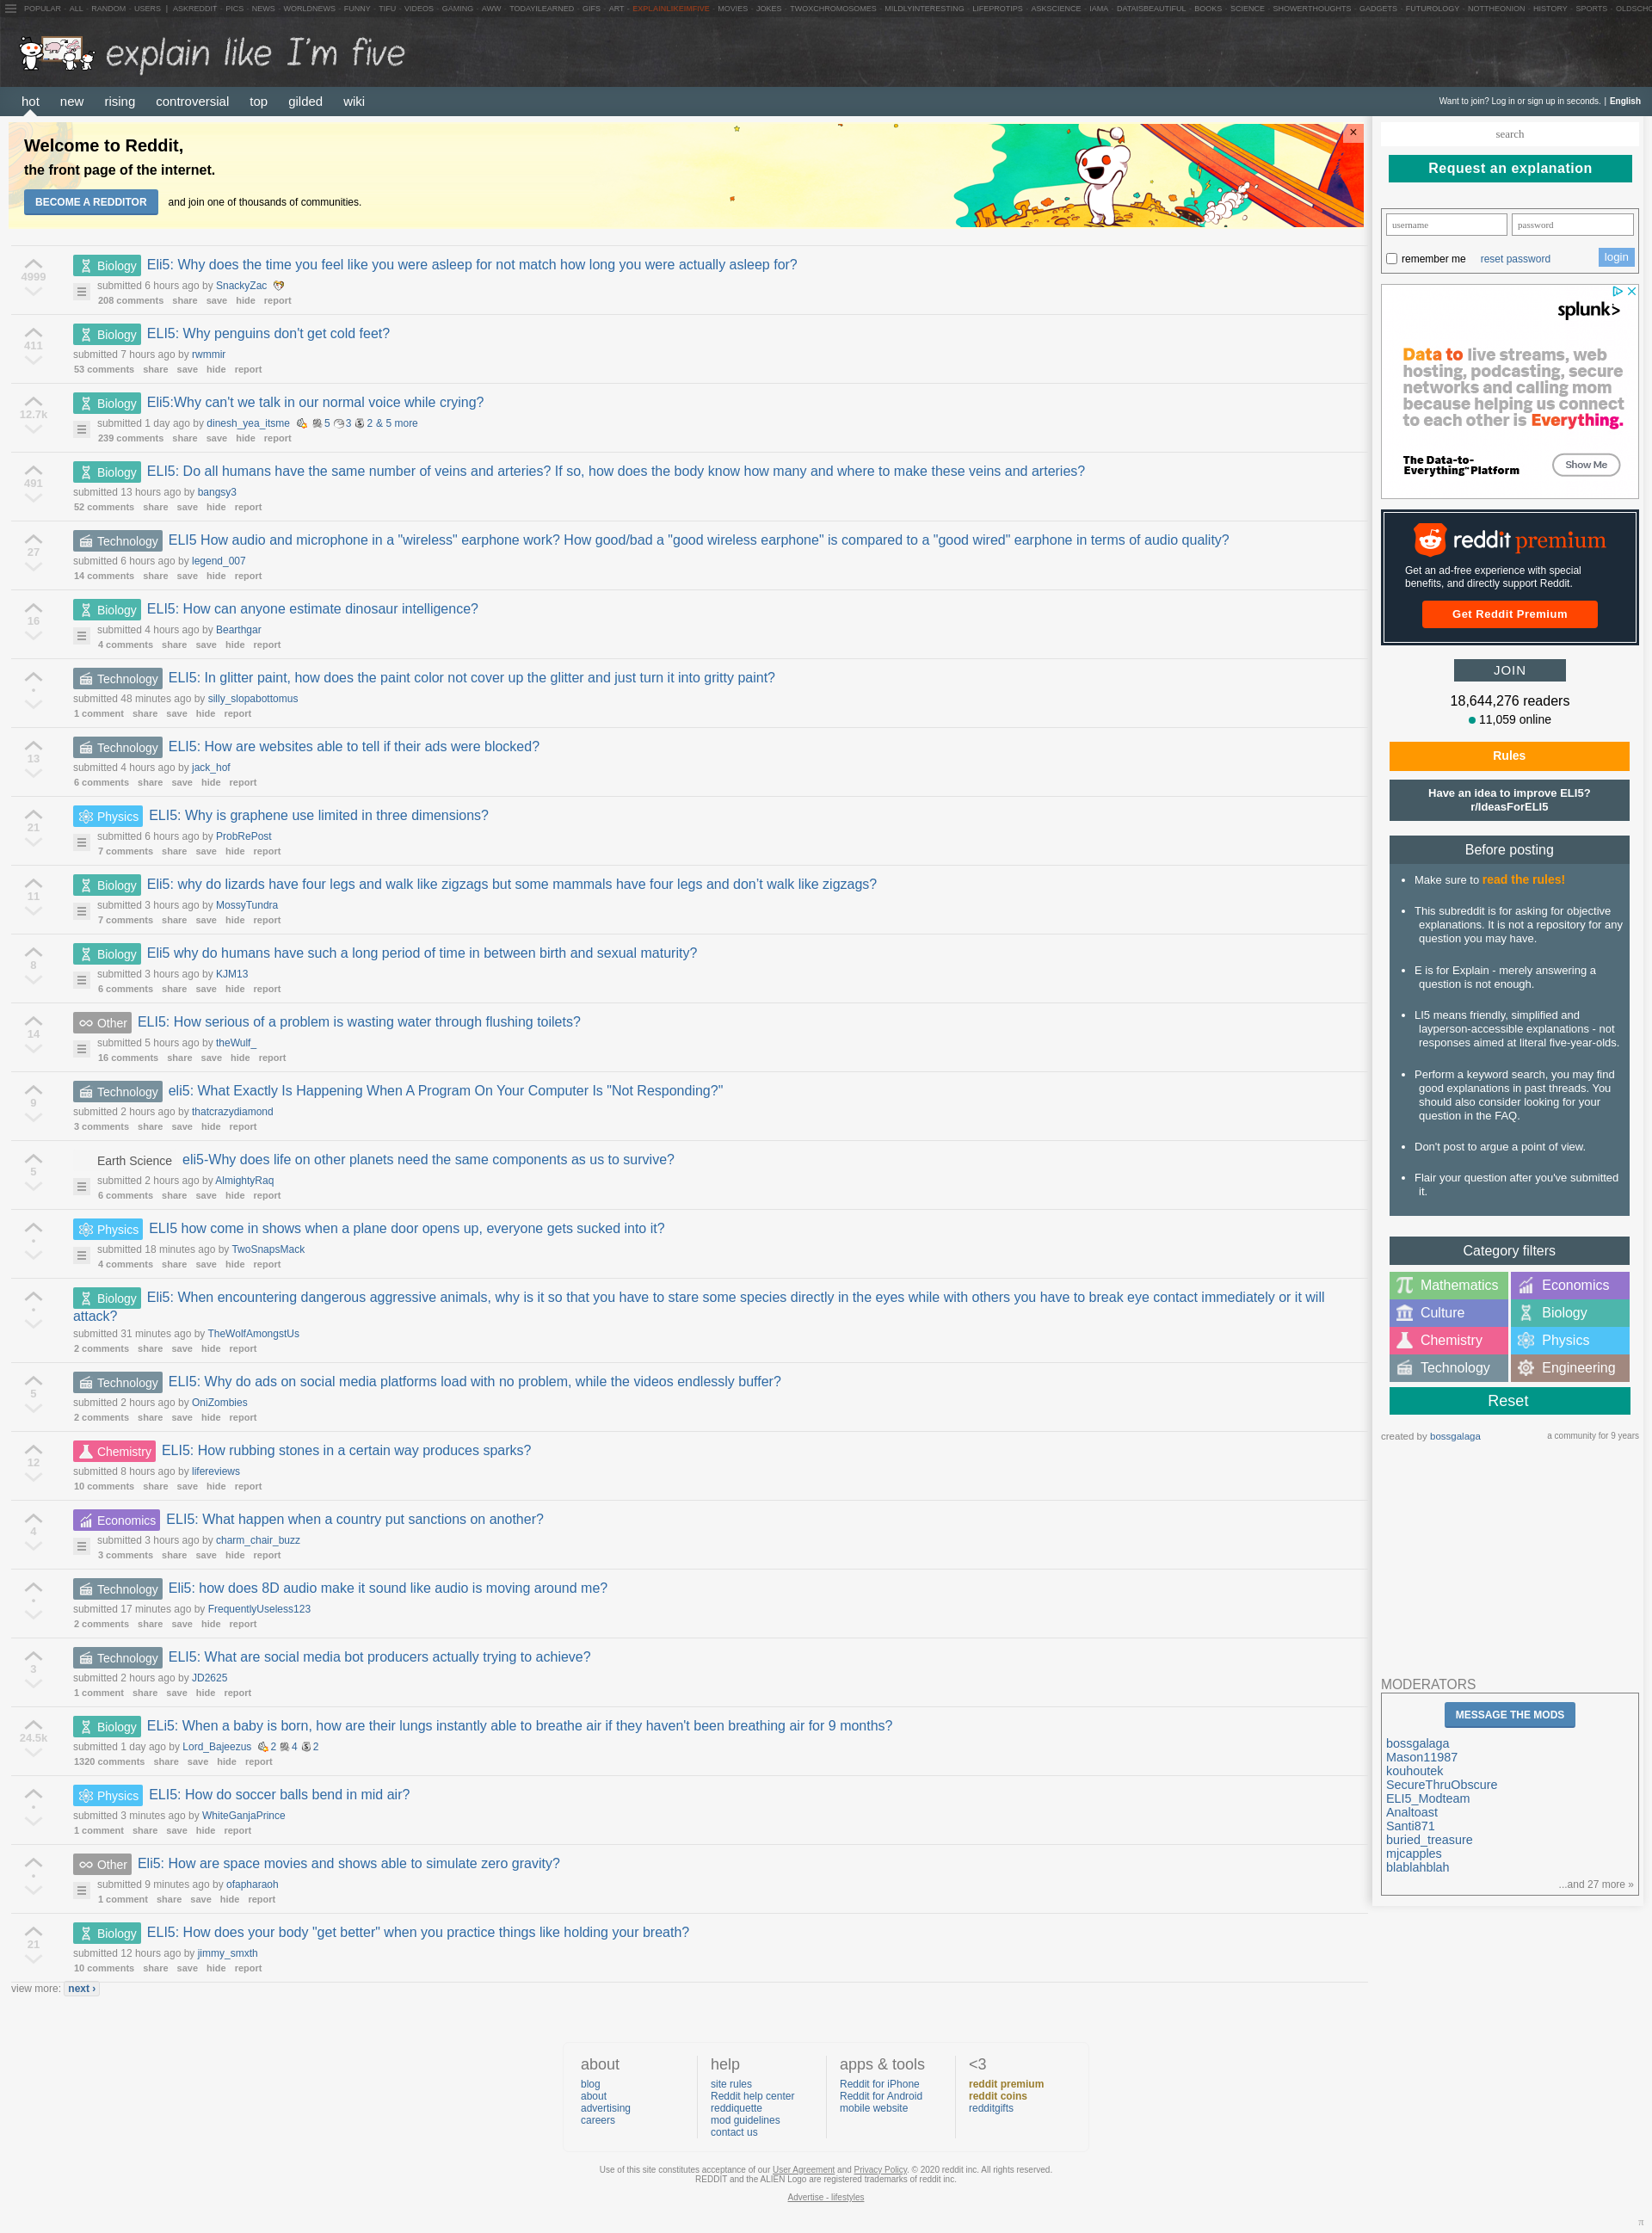 POPULAR - ALL - RANDOM - USERS | ASKREDDIT - PICS - NEWS - WORLDNEWS - FUNNY - TIFU - VIDEOS - GAMING - AWW - TODAYILEARNED - GIFS - ART - EXPLAINLIKEIMFIVE - MOVIES - JOKES - TWOXCHROMOSOMES - MILDLYINTERESTING - LIFEPROTIPS - ASKSCIENCE - IAMA - DATAISBEAUTIFUL - BOOKS - SCIENCE - SHOWERTHOUGHTS - GADGETS - FUTUROLOGY - NOTTHEONION - HISTORY - SPORTS - OLDSCHO
explain like I'm five
hot new rising controversial top gilded wiki
Want to join? Log in or sign up in seconds. | English
Welcome to Reddit,
the front page of the internet.
BECOME A REDDITOR and join one of thousands of communities.
×
4999
Biology Eli5: Why does the time you feel like you were asleep for not match how long you were actually asleep for?
submitted 6 hours ago by SnackyZac
208 comments share save hide report
411
Biology ELI5: Why penguins don't get cold feet?
submitted 7 hours ago by rwmmir
53 comments share save hide report
12.7k
Biology Eli5:Why can't we talk in our normal voice while crying?
submitted 1 day ago by dinesh_yea_itsme 5 3 2 & 5 more
239 comments share save hide report
491
Biology ELI5: Do all humans have the same number of veins and arteries? If so, how does the body know how many and where to make these veins and arteries?
submitted 13 hours ago by bangsy3
52 comments share save hide report
27
Technology ELI5 How audio and microphone in a "wireless" earphone work? How good/bad a "good wireless earphone" is compared to a "good wired" earphone in terms of audio quality?
submitted 6 hours ago by legend_007
14 comments share save hide report
16
Biology ELI5: How can anyone estimate dinosaur intelligence?
submitted 4 hours ago by Bearthgar
4 comments share save hide report
•
Technology ELI5: In glitter paint, how does the paint color not cover up the glitter and just turn it into gritty paint?
submitted 48 minutes ago by silly_slopabottomus
1 comment share save hide report
13
Technology ELI5: How are websites able to tell if their ads were blocked?
submitted 4 hours ago by jack_hof
6 comments share save hide report
21
Physics ELI5: Why is graphene use limited in three dimensions?
submitted 6 hours ago by ProbRePost
7 comments share save hide report
11
Biology Eli5: why do lizards have four legs and walk like zigzags but some mammals have four legs and don't walk like zigzags?
submitted 3 hours ago by MossyTundra
7 comments share save hide report
8
Biology Eli5 why do humans have such a long period of time in between birth and sexual maturity?
submitted 3 hours ago by KJM13
6 comments share save hide report
14
Other ELI5: How serious of a problem is wasting water through flushing toilets?
submitted 5 hours ago by theWulf_
16 comments share save hide report
9
Technology eli5: What Exactly Is Happening When A Program On Your Computer Is "Not Responding?"
submitted 2 hours ago by thatcrazydiamond
3 comments share save hide report
5
Earth Science eli5-Why does life on other planets need the same components as us to survive?
submitted 2 hours ago by AlmightyRaq
6 comments share save hide report
•
Physics ELI5 how come in shows when a plane door opens up, everyone gets sucked into it?
submitted 18 minutes ago by TwoSnapsMack
4 comments share save hide report
•
Biology Eli5: When encountering dangerous aggressive animals, why is it so that you have to stare some species directly in the eyes while with others you have to break eye contact immediately or it will
attack?
submitted 31 minutes ago by TheWolfAmongstUs
2 comments share save hide report
5
Technology ELI5: Why do ads on social media platforms load with no problem, while the videos endlessly buffer?
submitted 2 hours ago by OniZombies
2 comments share save hide report
12
Chemistry ELI5: How rubbing stones in a certain way produces sparks?
submitted 8 hours ago by lifereviews
10 comments share save hide report
4
Economics ELI5: What happen when a country put sanctions on another?
submitted 3 hours ago by charm_chair_buzz
3 comments share save hide report
•
Technology Eli5: how does 8D audio make it sound like audio is moving around me?
submitted 17 minutes ago by FrequentlyUseless123
2 comments share save hide report
3
Technology ELI5: What are social media bot producers actually trying to achieve?
submitted 2 hours ago by JD2625
1 comment share save hide report
24.5k
Biology ELi5: When a baby is born, how are their lungs instantly able to breathe air if they haven't been breathing air for 9 months?
submitted 1 day ago by Lord_Bajeezus 2 4 2
1320 comments share save hide report
•
Physics ELI5: How do soccer balls bend in mid air?
submitted 3 minutes ago by WhiteGanjaPrince
1 comment share save hide report
•
Other Eli5: How are space movies and shows able to simulate zero gravity?
submitted 9 minutes ago by ofapharaoh
1 comment share save hide report
21
Biology ELI5: How does your body "get better" when you practice things like holding your breath?
submitted 12 hours ago by jimmy_smxth
10 comments share save hide report
view more: next ›
search
Request an explanation
username password
remember me reset password login
splunk>
Data to live streams, web
hosting, podcasting, secure
networks and calling mom
because helping us connect
to each other is Everything.
The Data-to-
Everything™ Platform
Show Me
reddit premium
Get an ad-free experience with special
benefits, and directly support Reddit.
Get Reddit Premium
JOIN
18,644,276 readers
11,059 online
Rules
Have an idea to improve ELI5?
r/IdeasForELI5
Before posting
• Make sure to read the rules!
• This subreddit is for asking for objective
explanations. It is not a repository for any
question you may have.
• E is for Explain - merely answering a
question is not enough.
• LI5 means friendly, simplified and
layperson-accessible explanations - not
responses aimed at literal five-year-olds.
• Perform a keyword search, you may find
good explanations in past threads. You
should also consider looking for your
question in the FAQ.
• Don't post to argue a point of view.
• Flair your question after you've submitted
it.
Category filters
Mathematics Economics
Culture Biology
Chemistry Physics
Technology Engineering
Reset
created by bossgalaga a community for 9 years
MODERATORS
MESSAGE THE MODS
bossgalaga
Mason11987
kouhoutek
SecureThruObscure
ELI5_Modteam
Analtoast
Santi871
buried_treasure
mjcapples
blablahblah
...and 27 more »
about
blog
about
advertising
careers
help
site rules
Reddit help center
reddiquette
mod guidelines
contact us
apps & tools
Reddit for iPhone
Reddit for Android
mobile website
<3
reddit premium
reddit coins
redditgifts
Use of this site constitutes acceptance of our User Agreement and Privacy Policy. © 2020 reddit inc. All rights reserved.
REDDIT and the ALIEN Logo are registered trademarks of reddit inc.
Advertise - lifestyles
π